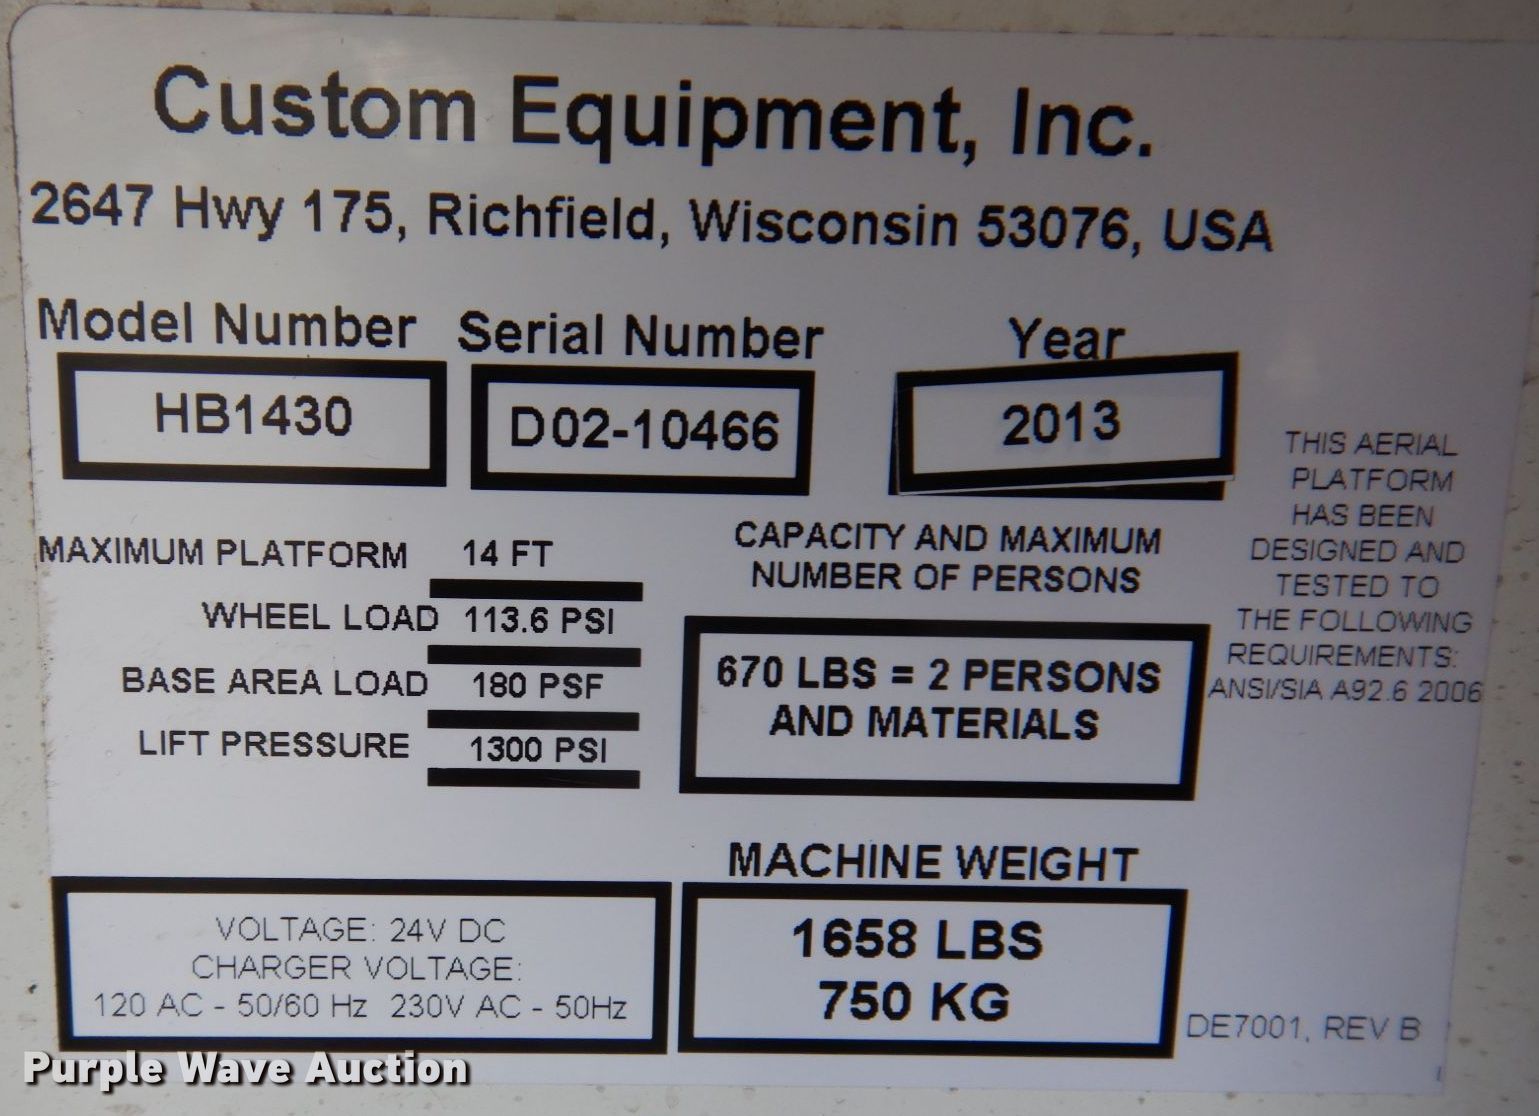 Custom Equipment, Inc.
2647 Hwy 175, Richfield, Wisconsin 53076, USA
Model Number
HB1430
Serial Number
D02-10466
Year
2013
MAXIMUM PLATFORM 14 FT
WHEEL LOAD 113.6 PSI
BASE AREA LOAD 180 PSF
LIFT PRESSURE 1300 PSI
CAPACITY AND MAXIMUM
NUMBER OF PERSONS
670 LBS = 2 PERSONS
AND MATERIALS
THIS AERIAL
PLATFORM
HAS BEEN
DESIGNED AND
TESTED TO
THE FOLLOWING
REQUIREMENTS:
ANSI/SIA A92.6 2006
VOLTAGE: 24V DC
CHARGER VOLTAGE:
120 AC - 50/60 Hz 230V AC - 50Hz
MACHINE WEIGHT
1658 LBS
750 KG
DE7001, REV B
Purple Wave Auction